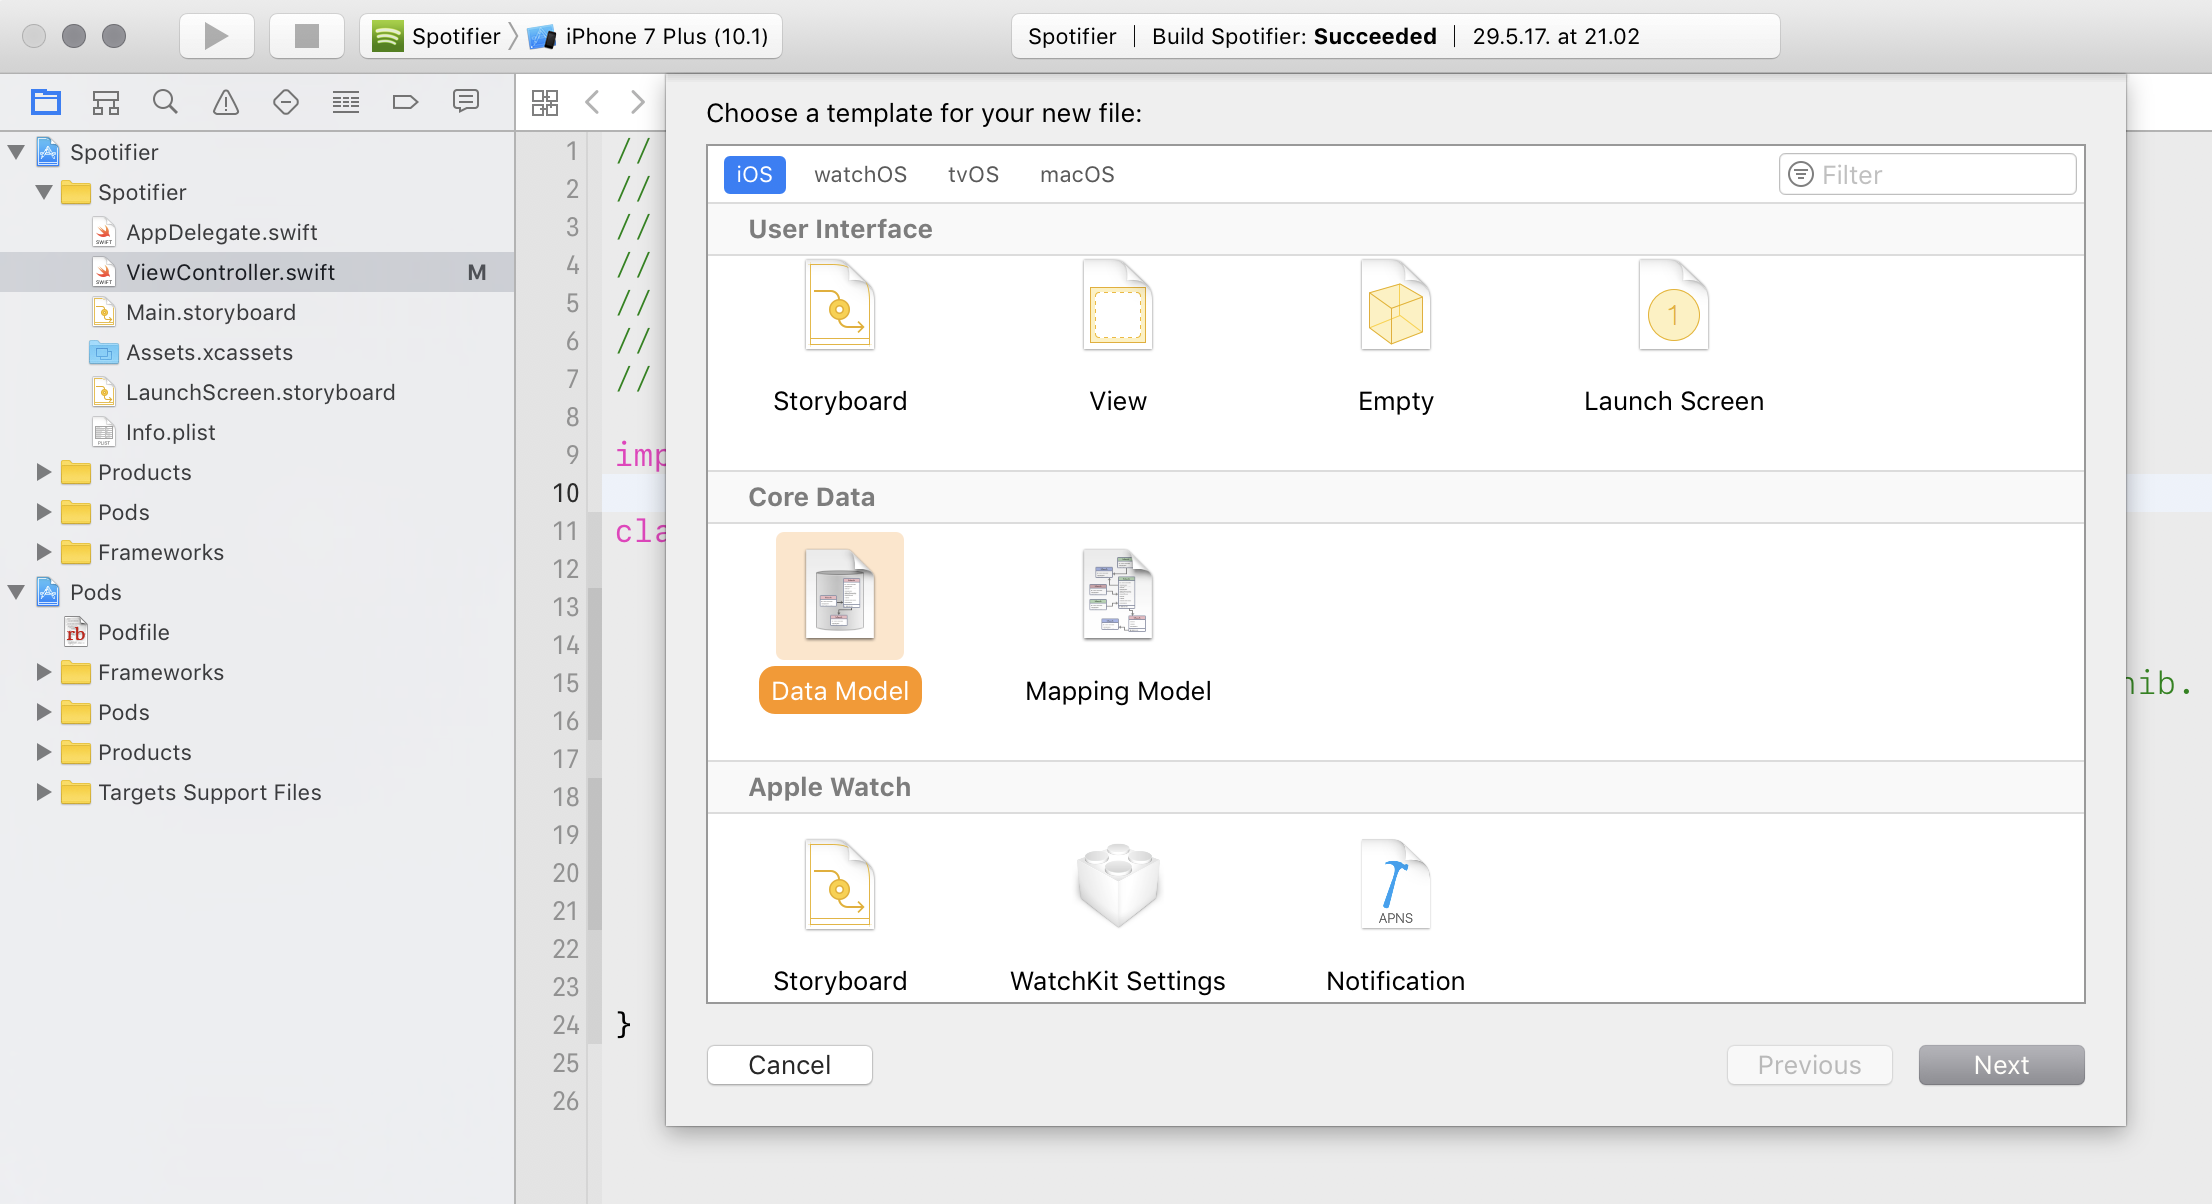 Spotifier iPhone 7 Plus (10.1)
Spotifier | Build Spotifier: Succeeded | 29.5.17. at 21.02
Spotifier
Spotifier
AppDelegate.swift
ViewController.swift M
Main.storyboard
Assets.xcassets
LaunchScreen.storyboard
Info.plist
Products
Pods
Frameworks
Pods
rb Podfile
Frameworks
Pods
Products
Targets Support Files
1 //
2 //
3 //
4 //
5 //
6 //
7 //
8
9 imp
10
11 cla
12
13
14
15 nib.
16
17
18
19
20
21
22
23
24 }
25
26
Choose a template for your new file:
iOS watchOS tvOS macOS Filter
User Interface
1
Storyboard View Empty Launch Screen
Core Data
Data Model Mapping Model
Apple Watch
APNS
Storyboard WatchKit Settings Notification
Cancel Previous Next